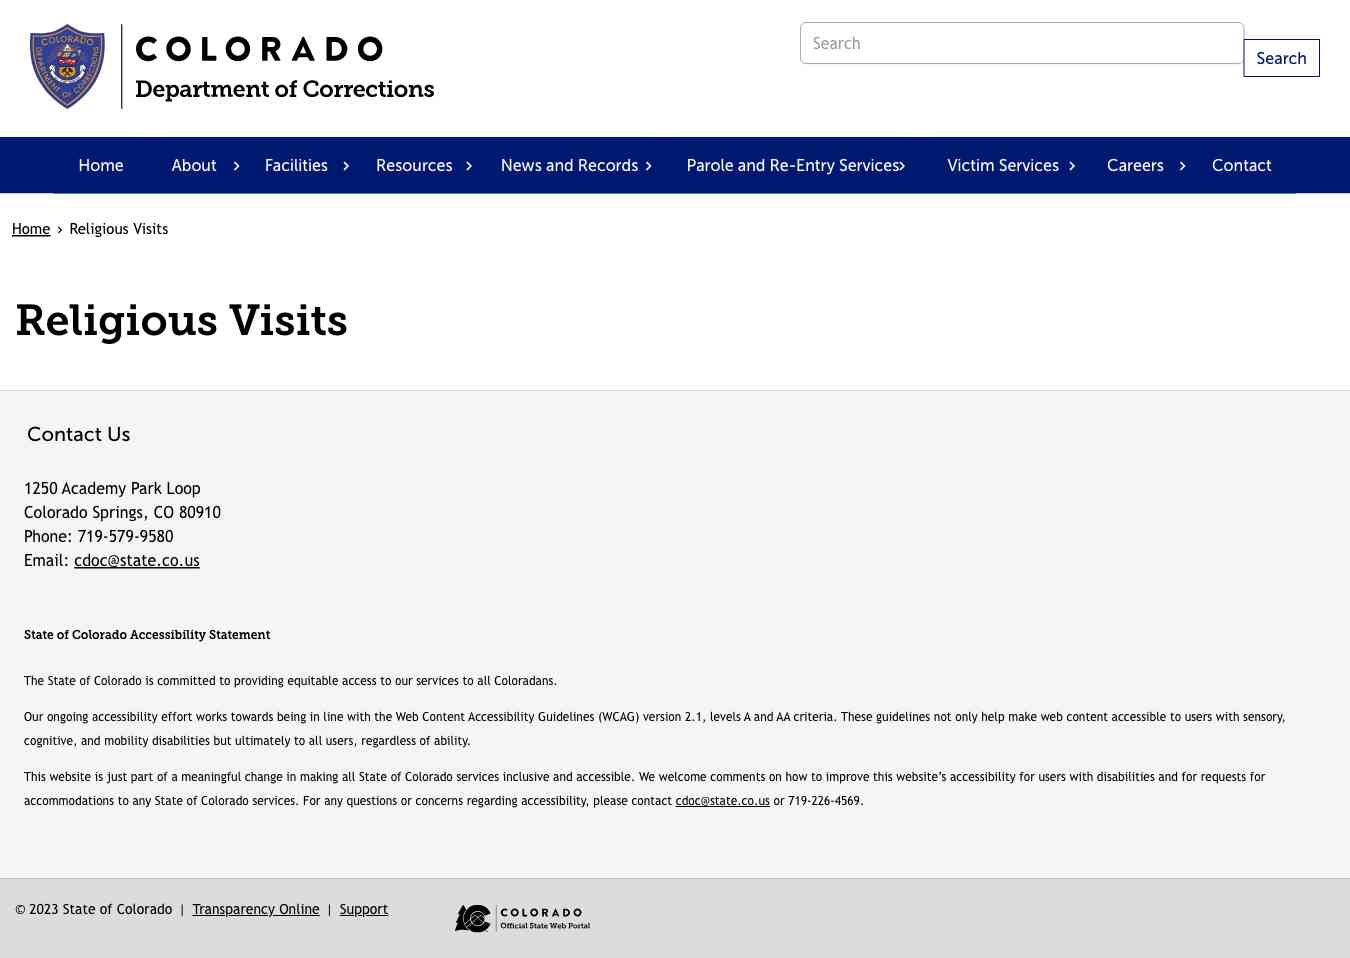 COLORADO
Department of Corrections
Search
Search
Home About Facilities Resources News and Records Parole and Re-Entry Services Victim Services Careers Contact
Home › Religious Visits
Religious Visits
Contact Us
1250 Academy Park Loop
Colorado Springs, CO 80910
Phone: 719-579-9580
Email: cdoc@state.co.us
State of Colorado Accessibility Statement
The State of Colorado is committed to providing equitable access to our services to all Coloradans.
Our ongoing accessibility effort works towards being in line with the Web Content Accessibility Guidelines (WCAG) version 2.1, levels A and AA criteria. These guidelines not only help make web content accessible to users with sensory,
cognitive, and mobility disabilities but ultimately to all users, regardless of ability.
This website is just part of a meaningful change in making all State of Colorado services inclusive and accessible. We welcome comments on how to improve this website’s accessibility for users with disabilities and for requests for
accommodations to any State of Colorado services. For any questions or concerns regarding accessibility, please contact cdoc@state.co.us or 719-226-4569.
© 2023 State of Colorado | Transparency Online | Support
COLORADO
Official State Web Portal